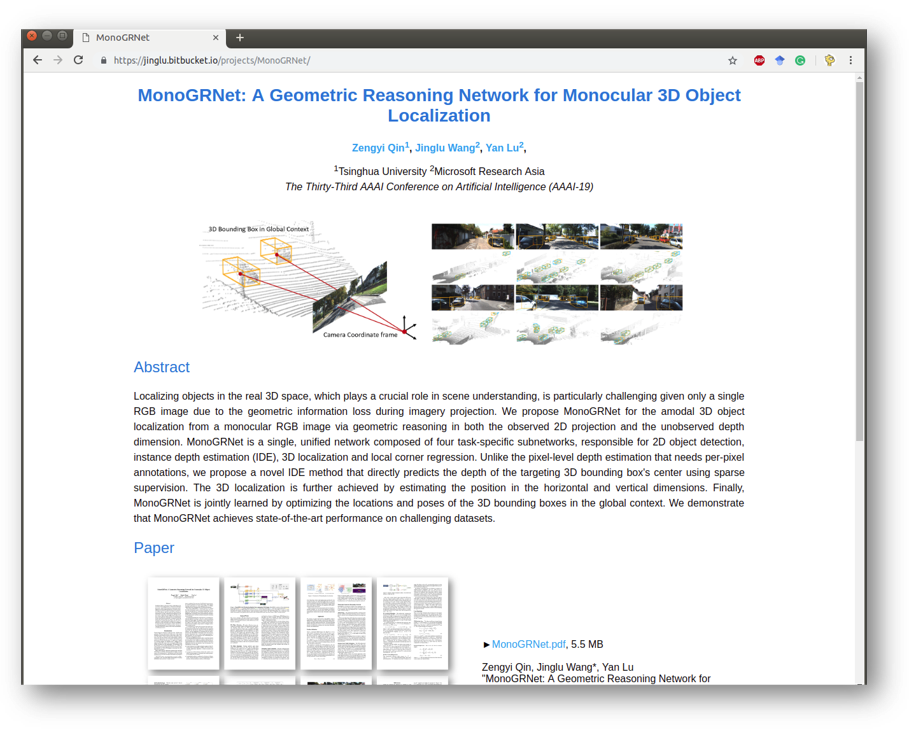 MonoGRNet
https://jinglu.bitbucket.io/projects/MonoGRNet/
ABP
MonoGRNet: A Geometric Reasoning Network for Monocular 3D Object
Localization
Zengyi Qin1, Jinglu Wang2, Yan Lu2,
1Tsinghua University 2Microsoft Research Asia
The Thirty-Third AAAI Conference on Artificial Intelligence (AAAI-19)
3D Bounding Box in Global Context
Camera Coordinate frame
Abstract
Localizing objects in the real 3D space, which plays a crucial role in scene understanding, is particularly challenging given only a single
RGB image due to the geometric information loss during imagery projection. We propose MonoGRNet for the amodal 3D object
localization from a monocular RGB image via geometric reasoning in both the observed 2D projection and the unobserved depth
dimension. MonoGRNet is a single, unified network composed of four task-specific subnetworks, responsible for 2D object detection,
instance depth estimation (IDE), 3D localization and local corner regression. Unlike the pixel-level depth estimation that needs per-pixel
annotations, we propose a novel IDE method that directly predicts the depth of the targeting 3D bounding box's center using sparse
supervision. The 3D localization is further achieved by estimating the position in the horizontal and vertical dimensions. Finally,
MonoGRNet is jointly learned by optimizing the locations and poses of the 3D bounding boxes in the global context. We demonstrate
that MonoGRNet achieves state-of-the-art performance on challenging datasets.
Paper
►MonoGRNet.pdf, 5.5 MB
Zengyi Qin, Jinglu Wang*, Yan Lu
"MonoGRNet: A Geometric Reasoning Network for